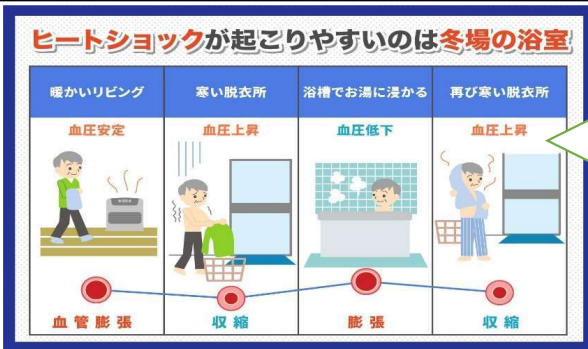 ヒートショックが起こりやすいのは冬場の浴室
暖かいリビング 寒い脱衣所 浴槽でお湯に浸かる 再び寒い脱衣所
血圧安定 血圧上昇 血圧低下 血圧上昇
血管膨張 収縮 膨張 収縮